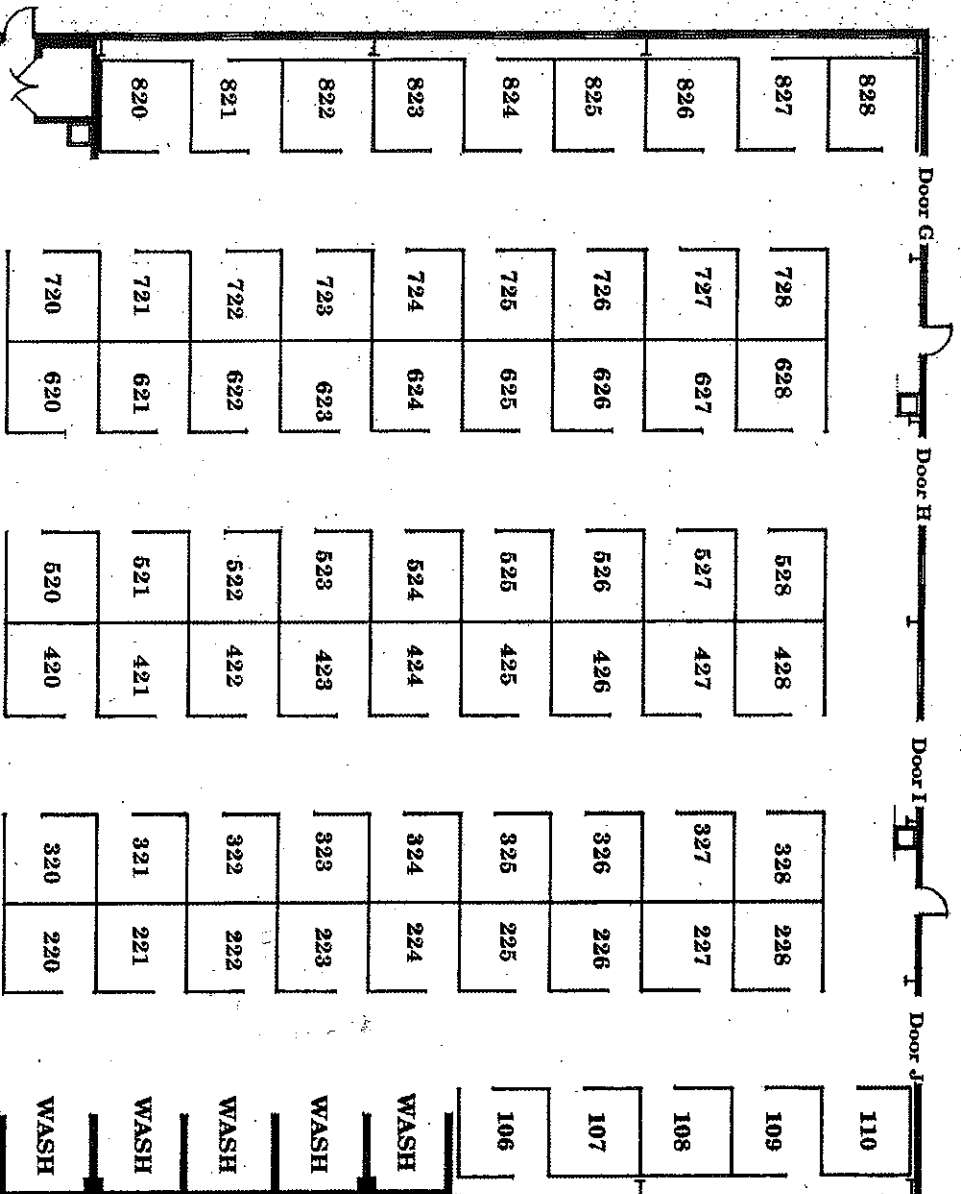 Door G Door H Door I Door J
828 110
827 728 628 528 428 328 228 109
826 727 627 527 427 327 227 108
825 726 626 526 426 326 226 107
824 725 625 525 425 325 225 106
823 724 624 524 424 324 224 WASH
822 723 623 523 423 323 223 WASH
821 722 622 522 422 322 222 WASH
820 721 621 521 421 321 221 WASH
720 620 520 420 320 220 WASH